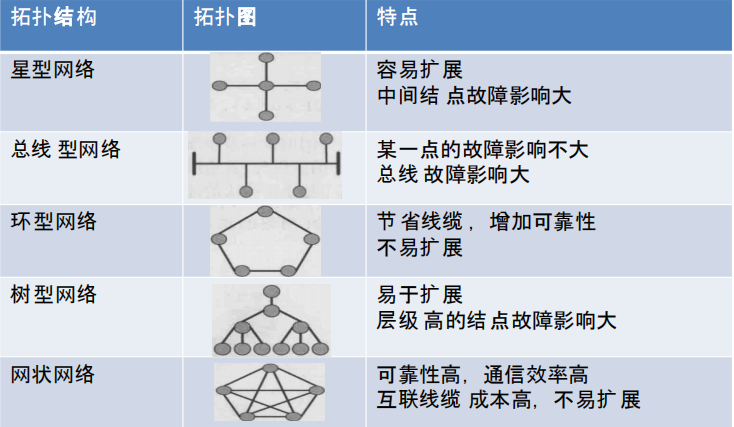 拓扑结构 拓扑图 特点
星型网络 容易扩展
中间结 点故障影响大
总线 型网络 某一点的故障影响不大
总线 故障影响大
环型网络 节 省线缆，增加可靠性
不易扩展
树型网络 易于扩展
层级 高的结点故障影响大
网状网络 可靠性高，通信效率高
互联线缆 成本高，不易扩 展